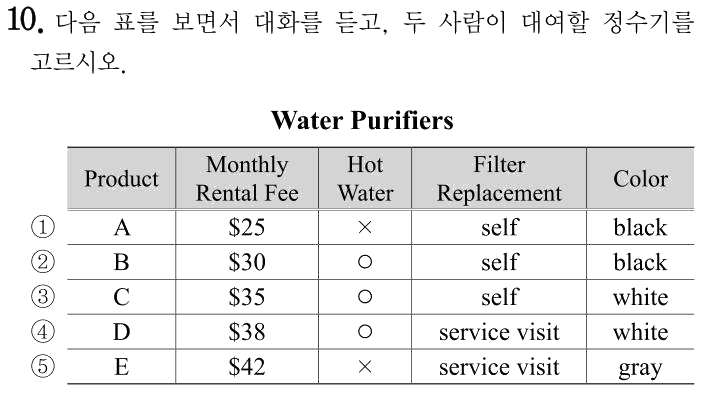 10. 다음 표를 보면서 대화를 듣고, 두 사람이 대여할 정수기를
고르시오.
Water Purifiers
Product Monthly Rental Fee Hot Water Filter Replacement Color
① A $25 × self black
② B $30 ○ self black
③ C $35 ○ self white
④ D $38 ○ service visit white
⑤ E $42 × service visit gray